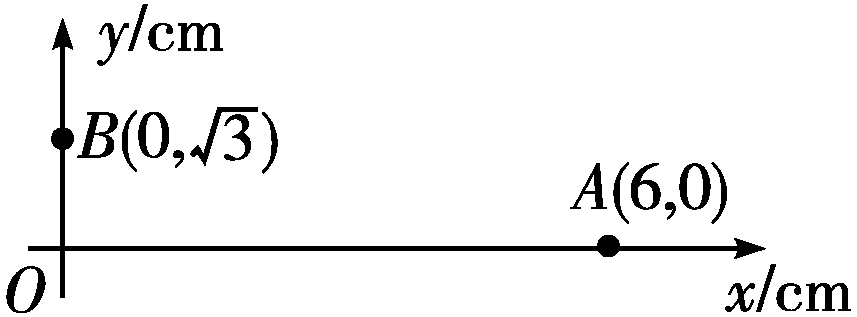 y/cm
B(0,√3)
A(6,0)
O
x/cm